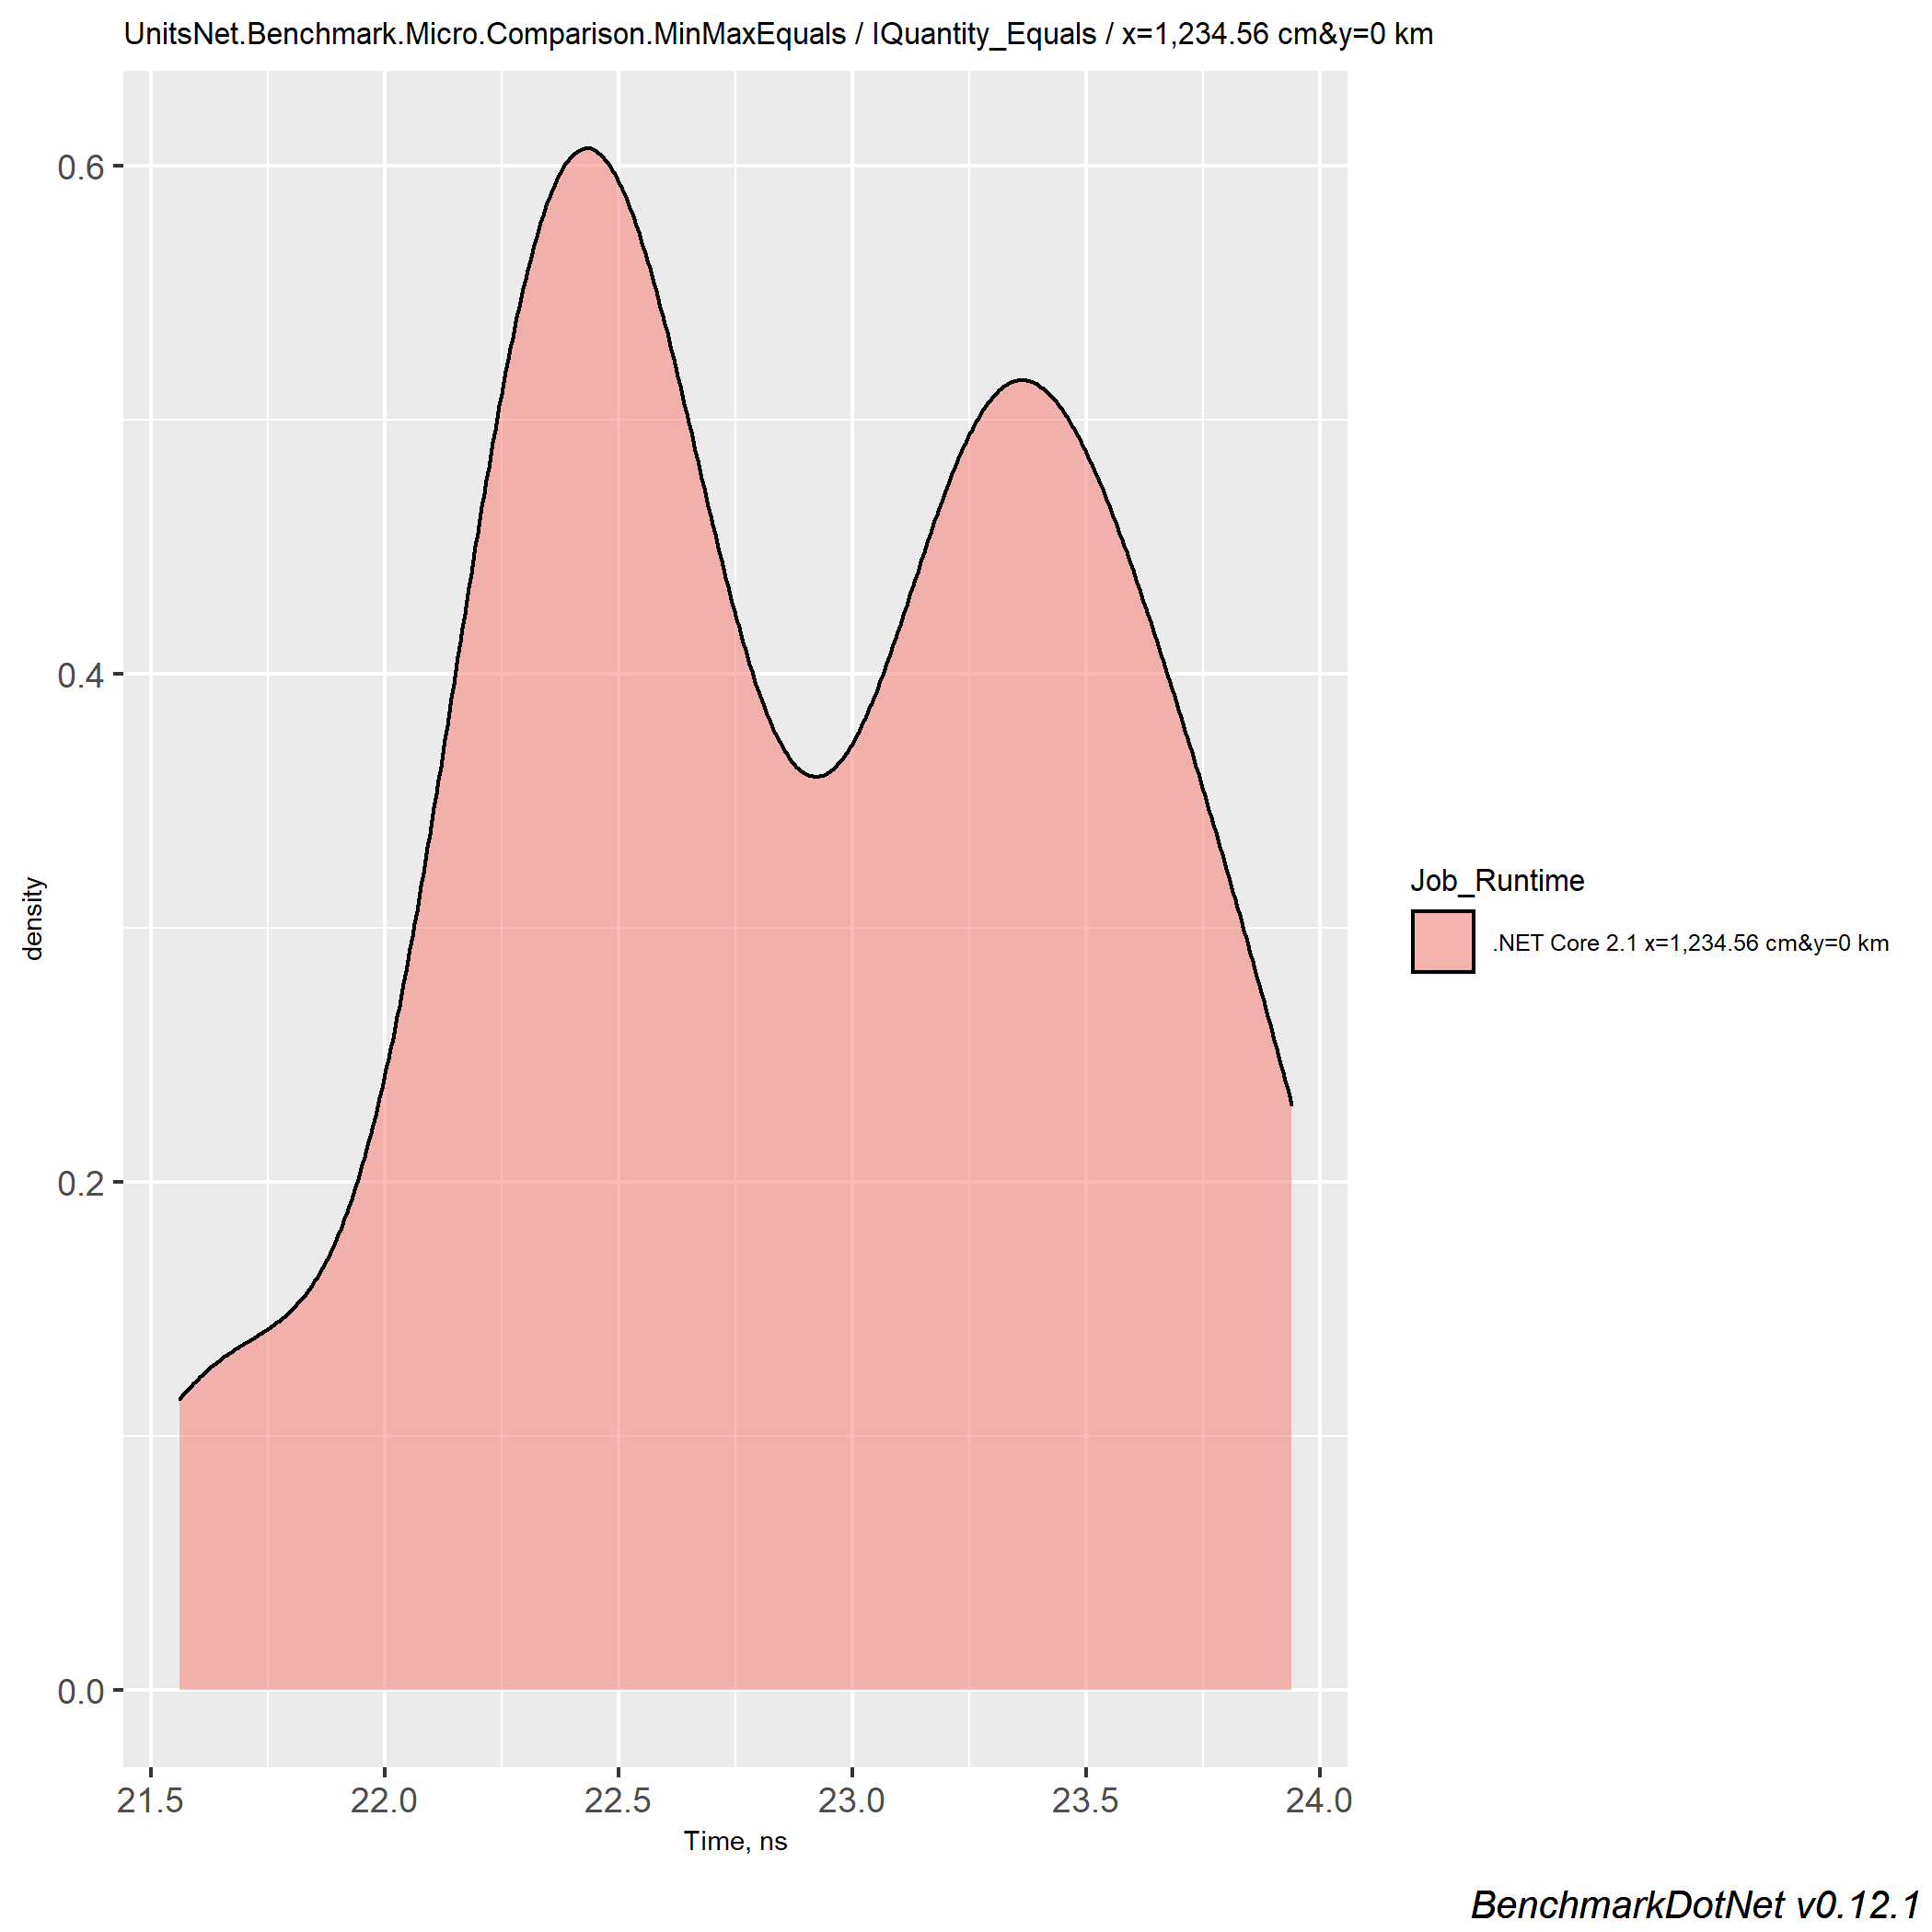 UnitsNet.Benchmark.Micro.Comparison.MinMaxEquals / IQuantity_Equals / x=1,234.56 cm&y=0 km
0.6
0.4
0.2
0.0
density
21.5 22.0 22.5 23.0 23.5 24.0
Time, ns
Job_Runtime
.NET Core 2.1 x=1,234.56 cm&y=0 km
BenchmarkDotNet v0.12.1